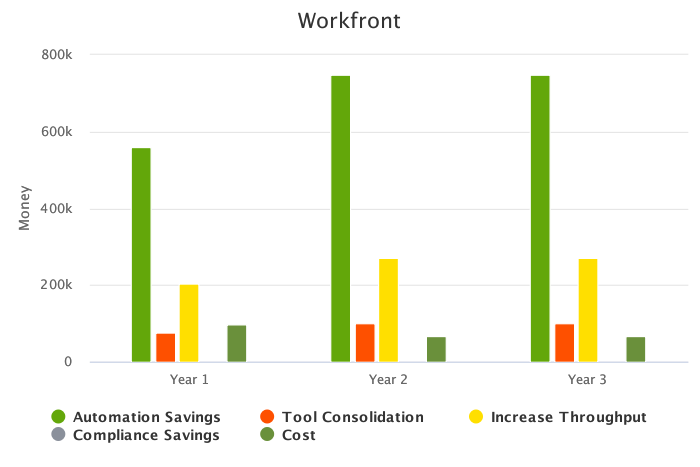 Workfront
800k
600k
400k
200k
0
Money
Year 1 Year 2 Year 3
Automation Savings Tool Consolidation Increase Throughput
Compliance Savings Cost